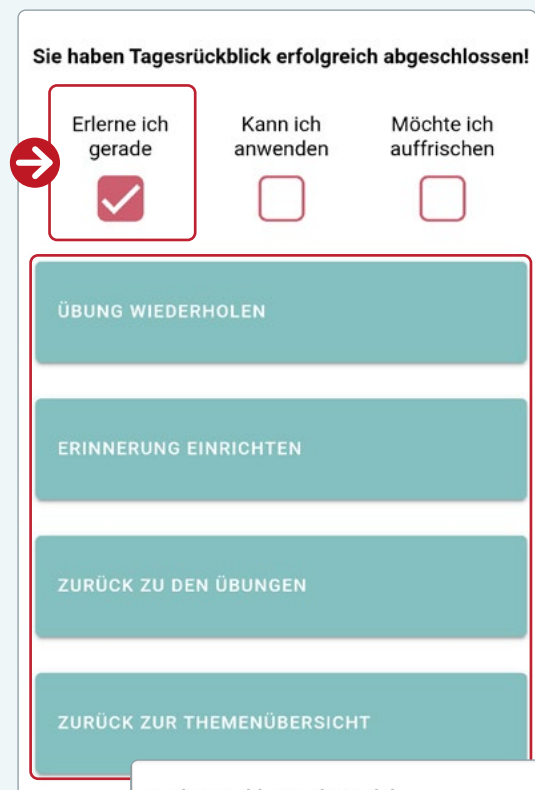 Sie haben Tagesrückblick erfolgreich abgeschlossen!
Erlerne ich
gerade
Kann ich
anwenden
Möchte ich
auffrischen
ÜBUNG WIEDERHOLEN
ERINNERUNG EINRICHTEN
ZURÜCK ZU DEN ÜBUNGEN
ZURÜCK ZUR THEMENÜBERSICHT